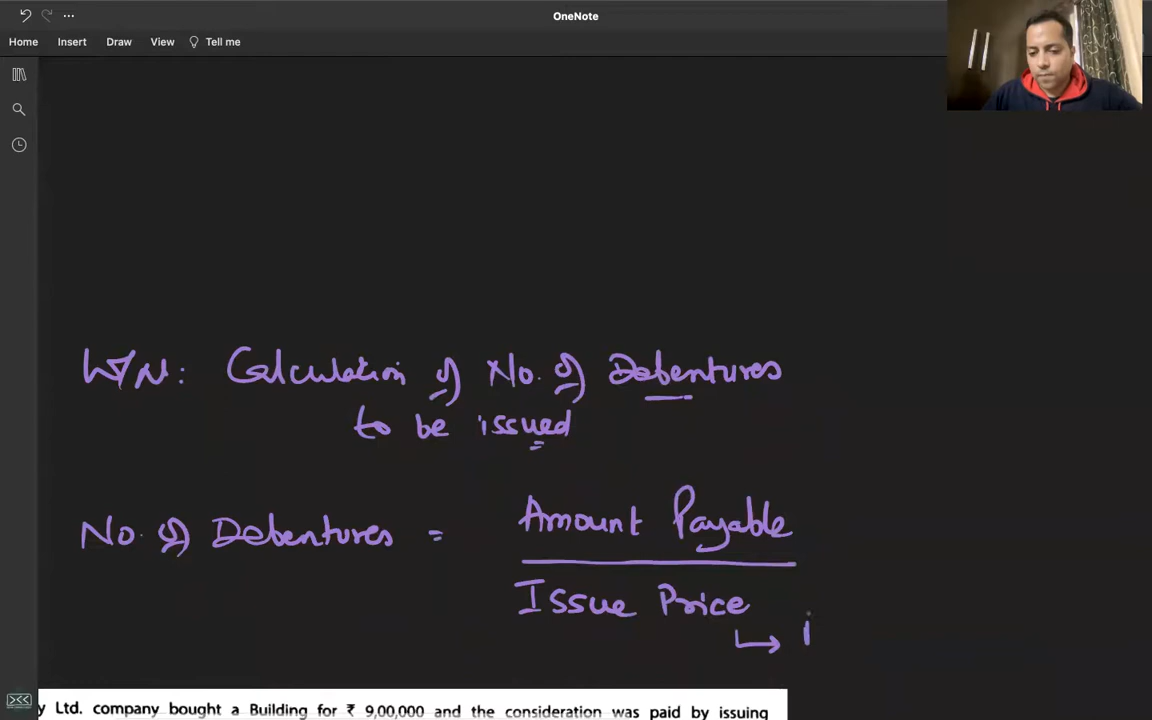 OneNote
Home Insert Draw View Tell me
W/N: Calculation of No. of Debentures
to be issued
No. of Debentures = Amount Payable
Issue Price
y Ltd. company bought a Building for ₹ 9,00,000 and the consideration was paid by issuing